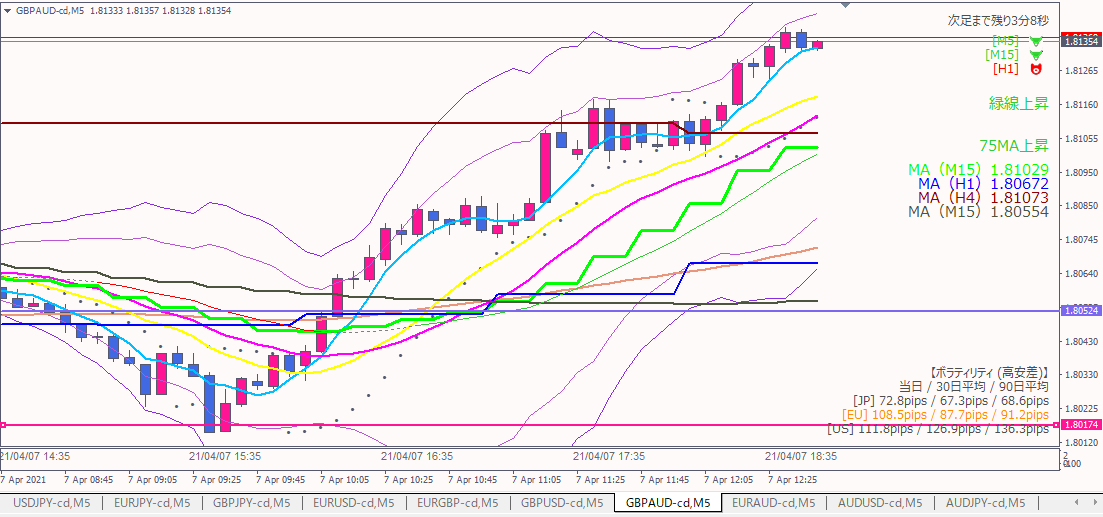 GBPAUD-cd,M5 1.81333 1.81357 1.81328 1.81354
次足まで残り3分8秒
[M5]
[M15]
[H1]
緑線上昇
75MA上昇
MA（M15）1.81029
MA（H1）1.80672
MA（H4）1.81073
MA（M15）1.80554
【ボラティリティ(高安差)】
当日 / 30日平均 / 90日平均
[JP] 72.8pips / 67.3pips / 68.6pips
[EU] 108.5pips / 87.7pips / 91.2pips
[US] 111.8pips / 126.9pips / 136.3pips
1.81354
1.81265
1.81160
1.81055
1.80950
1.80850
1.80745
1.80640
1.80524
1.80430
1.80330
1.80225
1.80174
1.80120
21/04/07 14:35 21/04/07 15:35 21/04/07 16:35 21/04/07 17:35 21/04/07 18:35
7 Apr 2021 7 Apr 08:45 7 Apr 09:05 7 Apr 09:25 7 Apr 09:45 7 Apr 10:05 7 Apr 10:25 7 Apr 10:45 7 Apr 11:05 7 Apr 11:25 7 Apr 11:45 7 Apr 12:05 7 Apr 12:25
USDJPY-cd,M5 EURJPY-cd,M5 GBPJPY-cd,M5 EURUSD-cd,M5 EURGBP-cd,M5 GBPUSD-cd,M5 GBPAUD-cd,M5 EURAUD-cd,M5 AUDUSD-cd,M5 AUDJPY-cd,M5